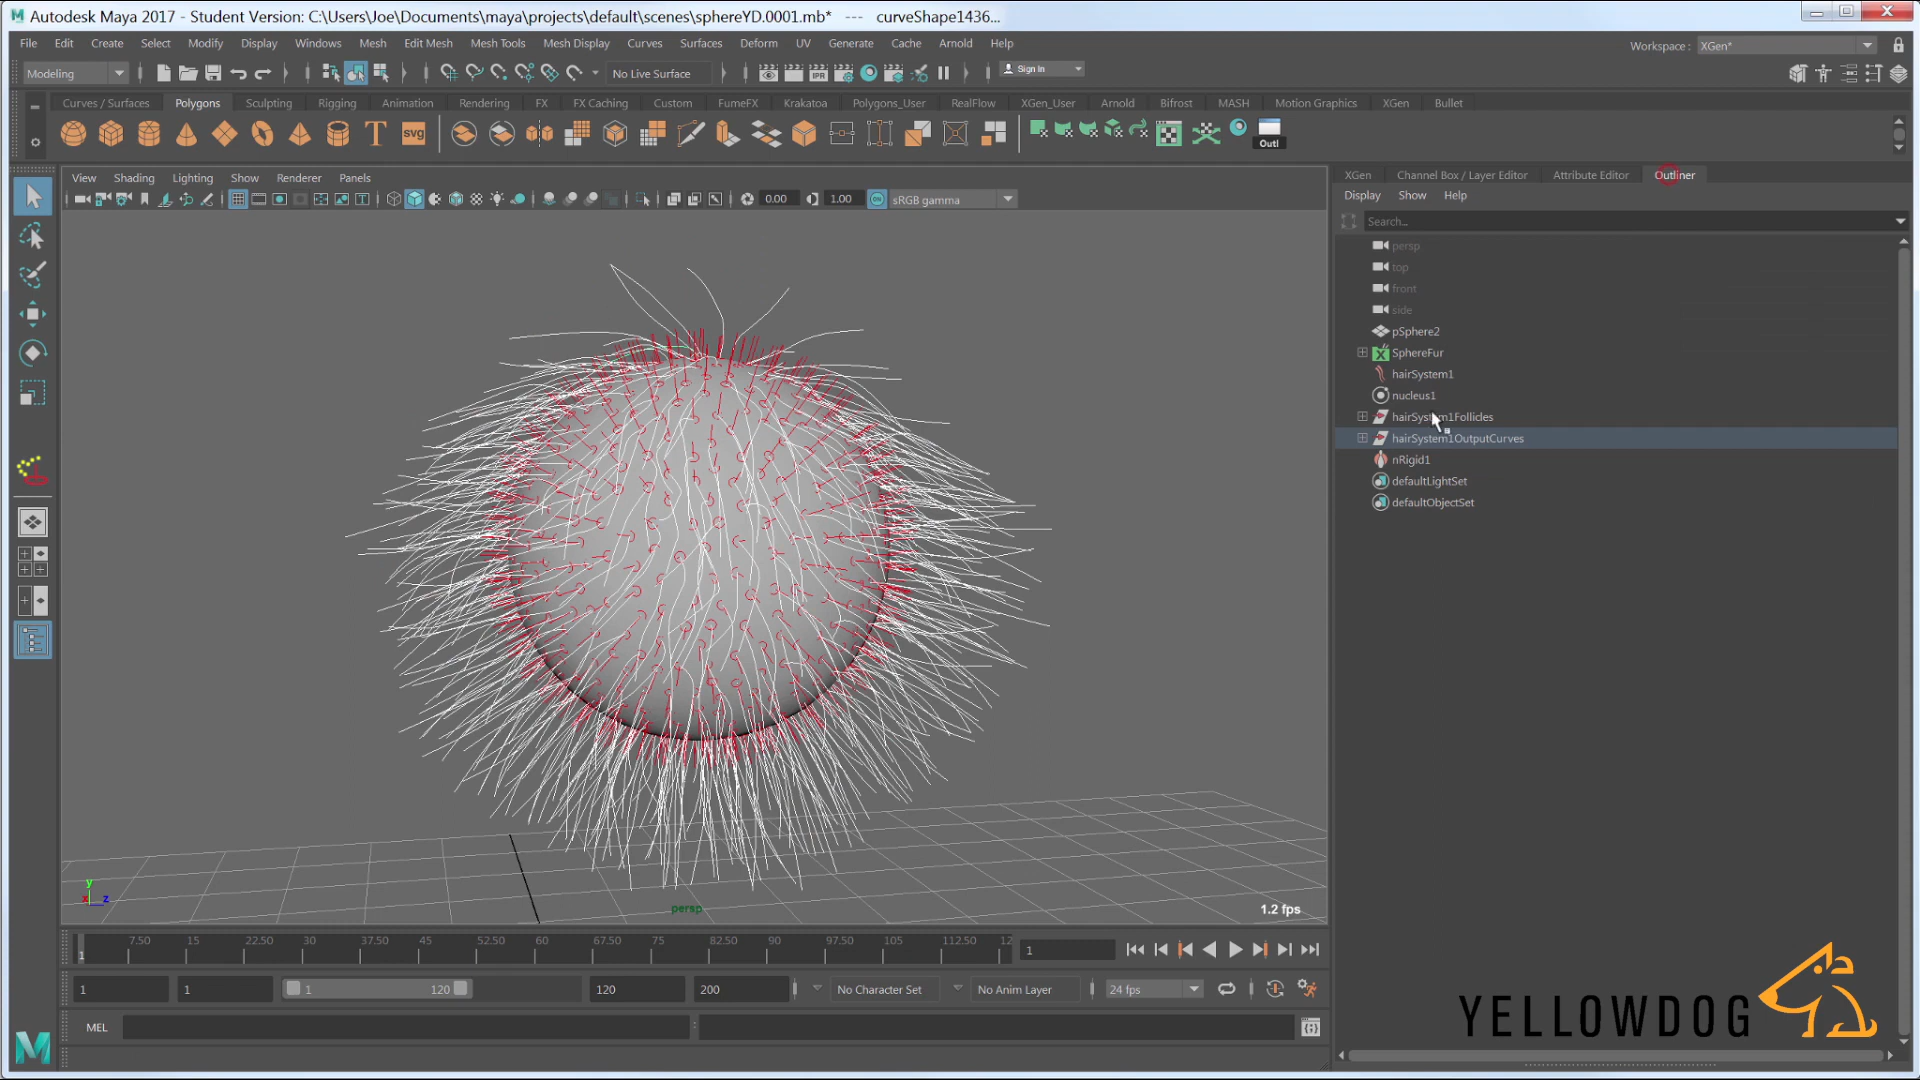 Autodesk Maya 2017 - Student Version: C:\Users\Joe\Documents\maya\projects\default\scenes\sphereYD.0001.mb* --- curveShape1436...
File Edit Create Select Modify Display Windows Mesh Edit Mesh Mesh Tools Mesh Display Curves Surfaces Deform UV Generate Cache Arnold Help
Workspace : XGen*
Modeling No Live Surface IPR Sign In
Curves / Surfaces Polygons Sculpting Rigging Animation Rendering FX FX Caching Custom FumeFX Krakatoa Polygons_User RealFlow XGen_User Arnold Bifrost MASH Motion Graphics XGen Bullet
T svg Outl
View Shading Lighting Show Renderer Panels
0.00 1.00 ON sRGB gamma
XGen Channel Box / Layer Editor Attribute Editor Outliner
Display Show Help
Search...
persp
top
front
side
pSphere2
SphereFur
hairSystem1
nucleus1
hairSystem1Follicles
hairSystem1OutputCurves
nRigid1
defaultLightSet
defaultObjectSet
y
x z
persp
1.2 fps
1 7.50 15 22.50 30 37.50 45 52.50 60 67.50 75 82.50 90 97.50 105 112.50 12
1
1 1 1 120 120 200 No Character Set No Anim Layer 24 fps
MEL
YELLOWDOG